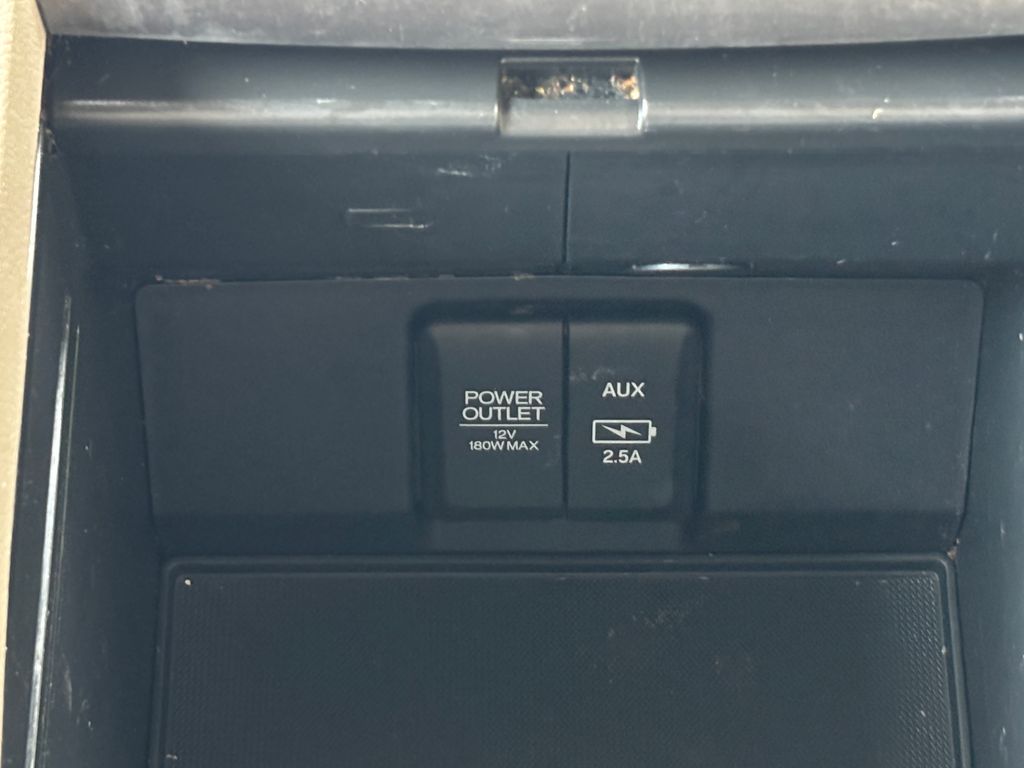 POWER
OUTLET
12V
180W MAX
AUX
2.5A